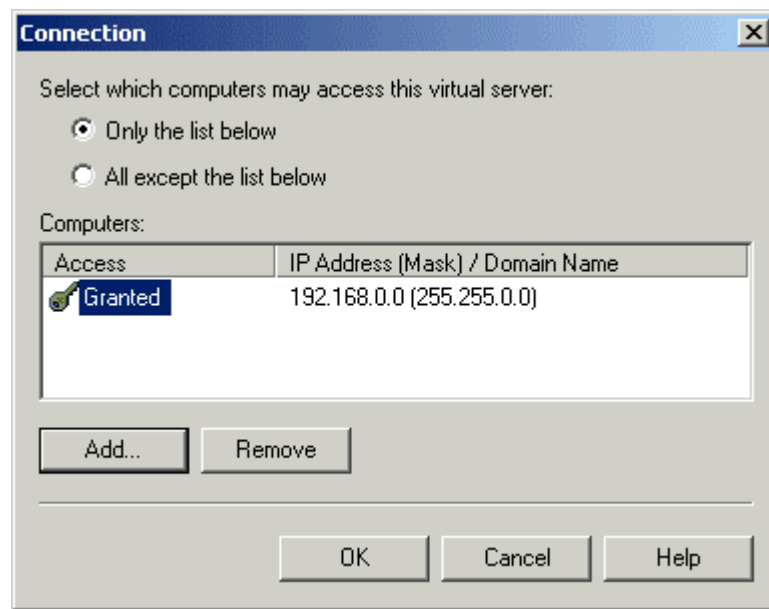 Connection
Select which computers may access this virtual server:
Only the list below
All except the list below
Computers:
Access IP Address (Mask) / Domain Name
Granted 192.168.0.0 (255.255.0.0)
Add... Remove
OK Cancel Help